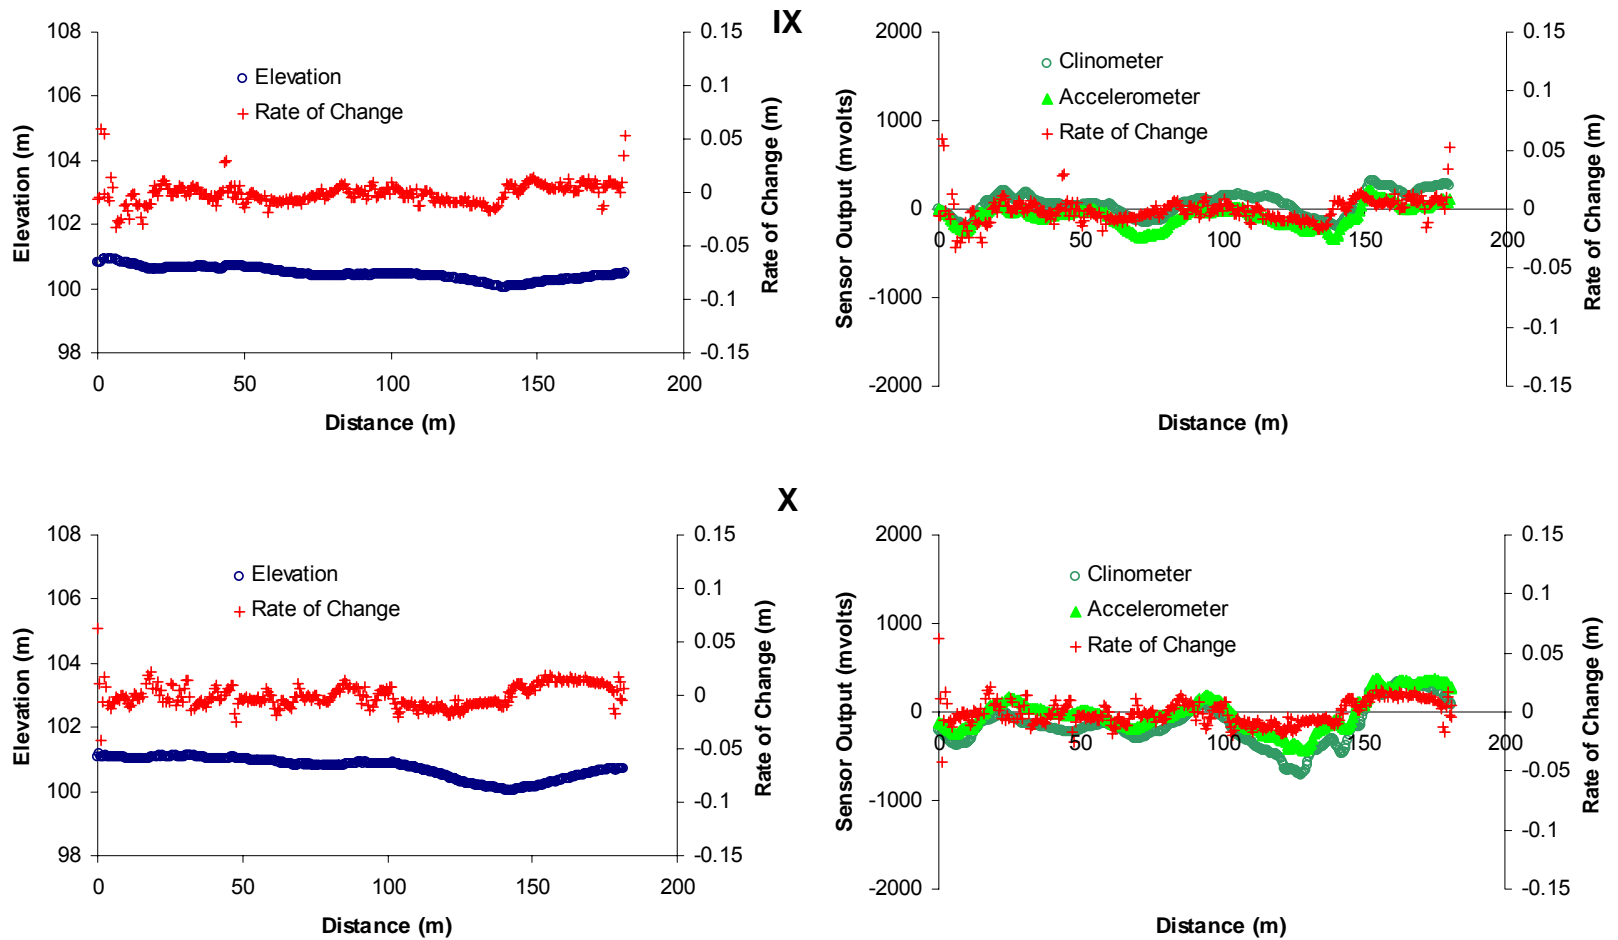 IX
108
106
104
102
100
98
Elevation (m)
0.15
0.1
0.05
0
-0.05
-0.1
-0.15
Rate of Change (m)
Elevation
Rate of Change
0
50
100
150
200
Distance (m)
2000
1000
0
-1000
-2000
Sensor Output (mvolts)
0.15
0.1
0.05
0
-0.05
-0.1
-0.15
Rate of Change (m)
Clinometer
Accelerometer
Rate of Change
0
50
100
150
200
Distance (m)
X
108
106
104
102
100
98
Elevation (m)
0.15
0.1
0.05
0
-0.05
-0.1
-0.15
Rate of Change (m)
Elevation
Rate of Change
0
50
100
150
200
Distance (m)
2000
1000
0
-1000
-2000
Sensor Output (mvolts)
0.15
0.1
0.05
0
-0.05
-0.1
-0.15
Rate of Change (m)
Clinometer
Accelerometer
Rate of Change
0
50
100
150
200
Distance (m)